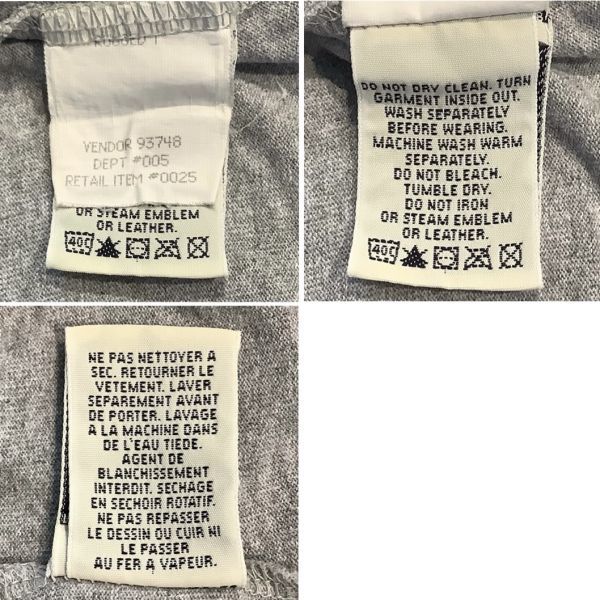 RUGGED T
VENDOR 93748
DEPT #005
RETAIL ITEM #0025
OR STEAM EMBLEM
OR LEATHER.
40C
DO NOT DRY CLEAN. TURN
GARMENT INSIDE OUT.
WASH SEPARATELY
BEFORE WEARING.
MACHINE WASH WARM
SEPARATELY.
DO NOT BLEACH.
TUMBLE DRY.
DO NOT IRON
OR STEAM EMBLEM
OR LEATHER.
40C
NE PAS NETTOYER A
SEC. RETOURNER LE
VETEMENT. LAVER
SEPAREMENT AVANT
DE PORTER. LAVAGE
A LA MACHINE DANS
DE L'EAU TIEDE.
AGENT DE
BLANCHISSEMENT
INTERDIT. SECHAGE
EN SECHOIR ROTATIF.
NE PAS REPASSER
LE DESSIN OU CUIR NI
LE PASSER
AU FER A VAPEUR.